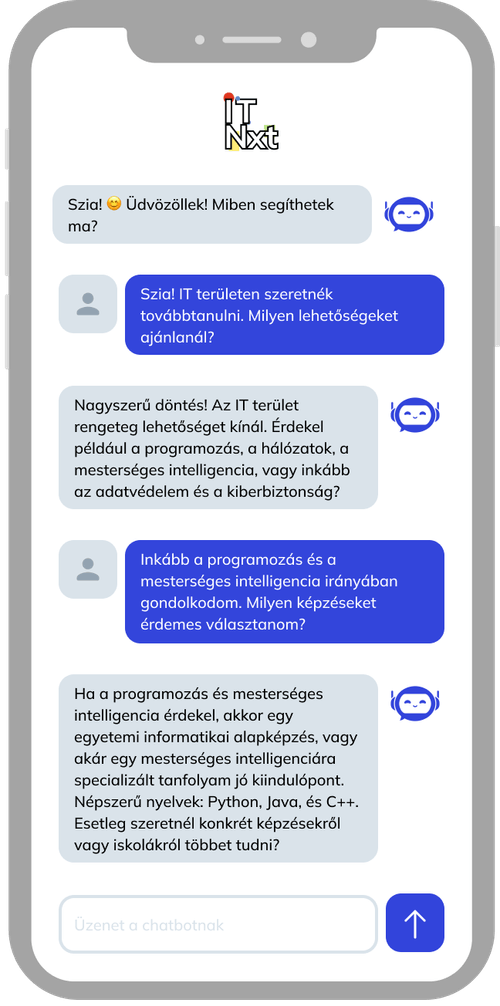 IT
Nxt
Szia! 😊 Üdvözöllek! Miben segíthetek
ma?
Szia! IT területen szeretnék
továbbtanulni. Milyen lehetőségeket
ajánlanál?
Nagyszerű döntés! Az IT terület
rengeteg lehetőséget kínál. Érdekel
például a programozás, a hálózatok, a
mesterséges intelligencia, vagy inkább
az adatvédelem és a kiberbiztonság?
Inkább a programozás és a
mesterséges intelligencia irányában
gondolkodom. Milyen képzéseket
érdemes választanom?
Ha a programozás és mesterséges
intelligencia érdekel, akkor egy
egyetemi informatikai alapképzés, vagy
akár egy mesterséges intelligenciára
specializált tanfolyam jó kiindulópont.
Népszerű nyelvek: Python, Java, és C++.
Esetleg szeretnél konkrét képzésekről
vagy iskolákról többet tudni?
Üzenet a chatbotnak